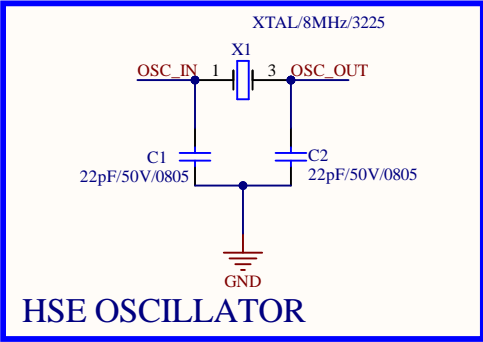 XTAL/8MHz/3225
X1
OSC_IN 1 3 OSC_OUT
C1 C2
22pF/50V/0805 22pF/50V/0805
GND
HSE OSCILLATOR